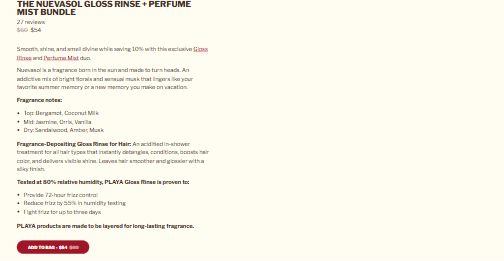 THE NUEVASOL GLOSS RINSE + PERFUME
MIST BUNDLE
27 reviews
$60 $54
Smooth, shine, and smell divine while saving 10% with this exclusive Gloss
Rinse and Perfume Mist duo.
Nuevasol is a fragrance born in the sun and made to turn heads. An
addictive mix of bright florals and sensual musk that lingers like your
favorite summer memory or a new memory you make on vacation.
Fragrance notes:
• Top: Bergamot, Coconut Milk
• Mid: Jasmine, Orris, Vanilla
• Dry: Sandalwood, Amber, Musk
Fragrance-Depositing Gloss Rinse for Hair: An acidified in-shower
treatment for all hair types that instantly detangles, conditions, boosts hair
color, and delivers visible shine. Leaves hair smoother and glossier with a
silky finish.
Tested at 80% relative humidity, PLAYA Gloss Rinse is proven to:
• Provide 72-hour frizz control
• Reduce frizz by 55% in humidity testing
• Fight frizz for up to three days
PLAYA products are made to be layered for long-lasting fragrance.
ADD TO BAG - $54 $60